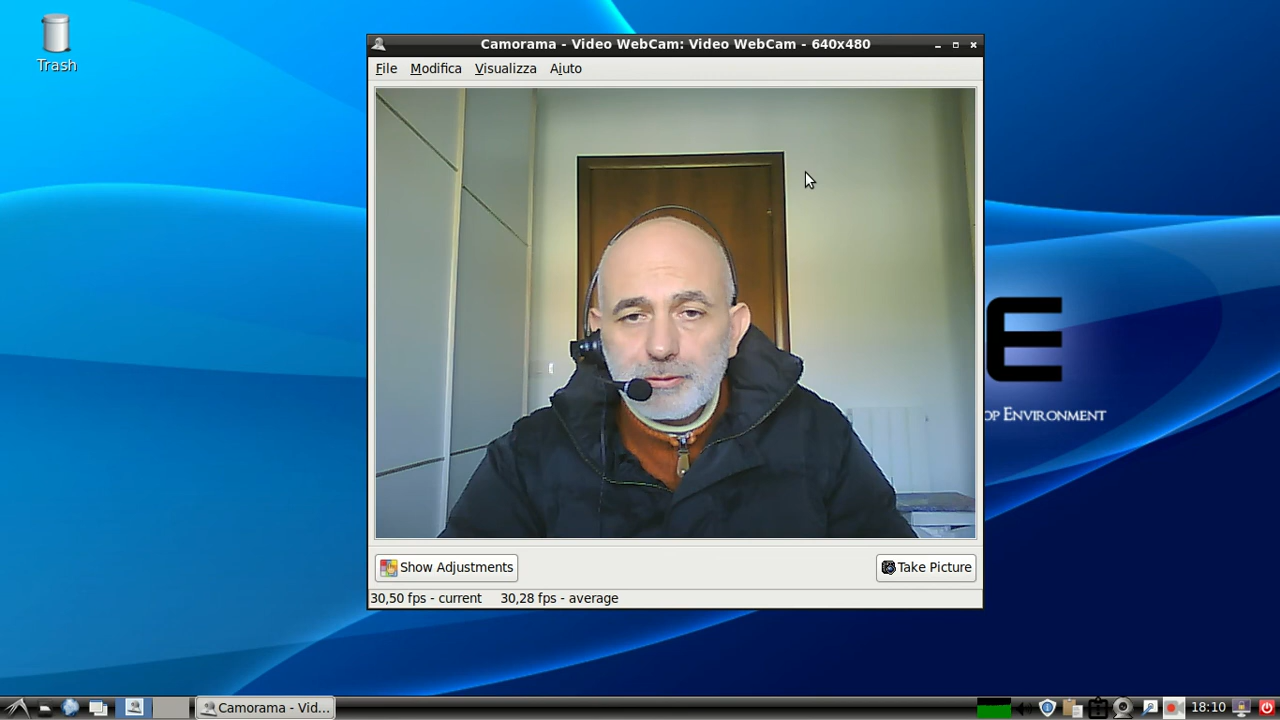 Trash
Camorama - Video WebCam: Video WebCam - 640x480
File Modifica Visualizza Aiuto
E
OP ENVIRONMENT
Show Adjustments
Take Picture
30,50 fps - current 30,28 fps - average
Camorama - Vid...
18:10